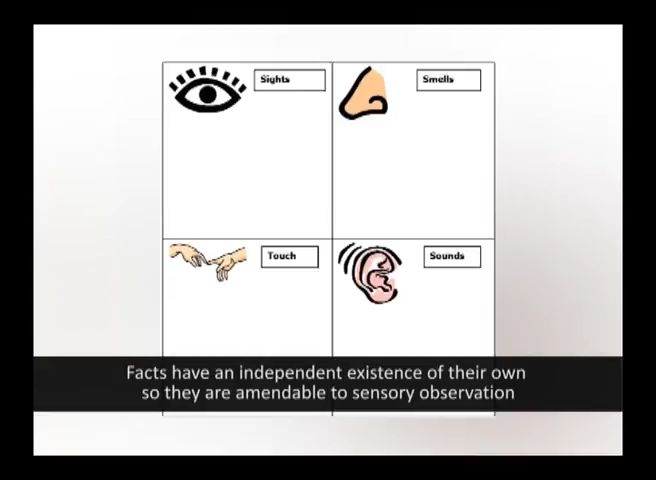 Sights
Smells
Touch
Sounds
Facts have an independent existence of their own
so they are amendable to sensory observation